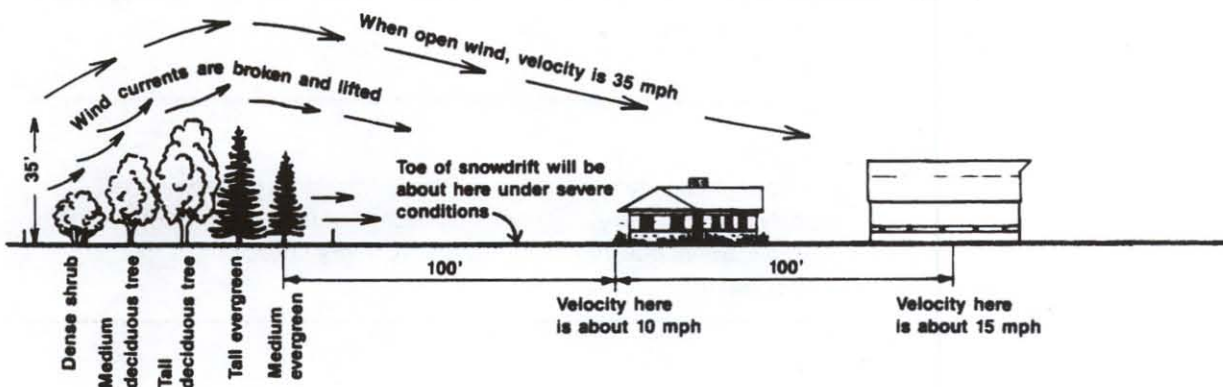 When open wind, velocity is 35 mph
Wind currents are broken and lifted
35'
Toe of snowdrift will be
about here under severe
conditions
100'
100'
Dense shrub
Medium
deciduous tree
Tall
deciduous tree
Tall evergreen
Medium
evergreen
Velocity here
is about 10 mph
Velocity here
is about 15 mph